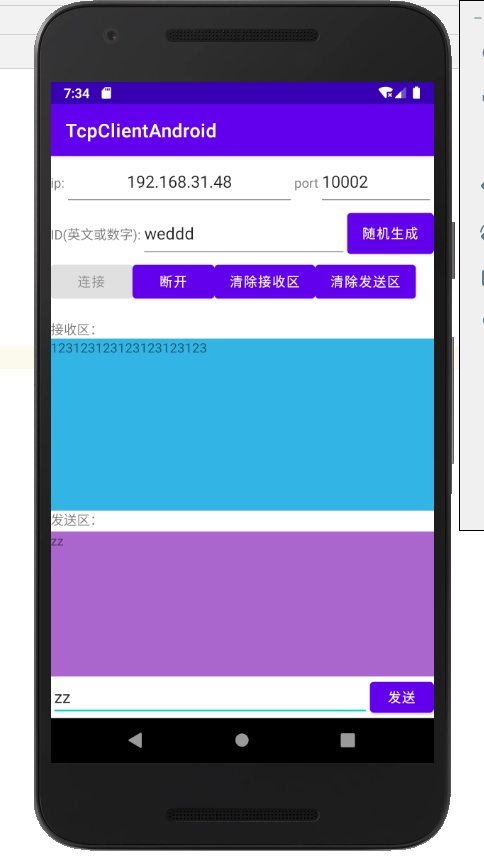 7:34
TcpClientAndroid
ip: 192.168.31.48 port 10002
ID(英文或数字): weddd 随机生成
连接 断开 清除接收区 清除发送区
接收区：
123123123123123123123
发送区：
zz
zz 发送